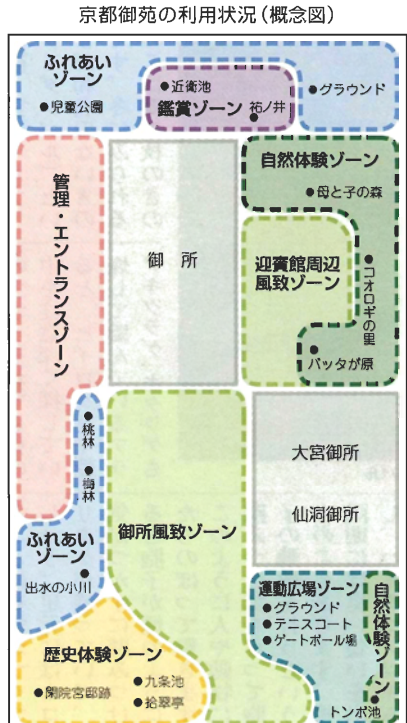 京都御苑の利用状況（概念図）
ふれあい
ゾーン
●児童公園
●近衛池
鑑賞ゾーン
祐ノ井
●グラウンド
管理・エントランスゾーン
御所
自然体験ゾーン
●母と子の森
迎賓館周辺
風致ゾーン
●コオロギの里
バッタが原
●桃林
●梅林
ふれあい
ゾーン
出水の小川
御所風致ゾーン
大宮御所
仙洞御所
運動広場ゾーン
●グラウンド
●テニスコート
●ゲートボール場
自然体験ゾーン
トンボ池
歴史体験ゾーン
●閑院宮邸跡
●九条池
●拾翠亭